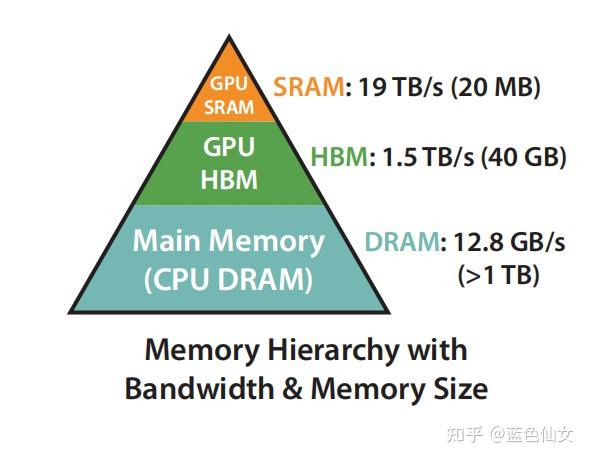 GPU
SRAM
SRAM: 19 TB/s (20 MB)
GPU
HBM
HBM: 1.5 TB/s (40 GB)
Main Memory
(CPU DRAM)
DRAM: 12.8 GB/s
(>1 TB)
Memory Hierarchy with
Bandwidth & Memory Size
知乎 @蓝色仙女